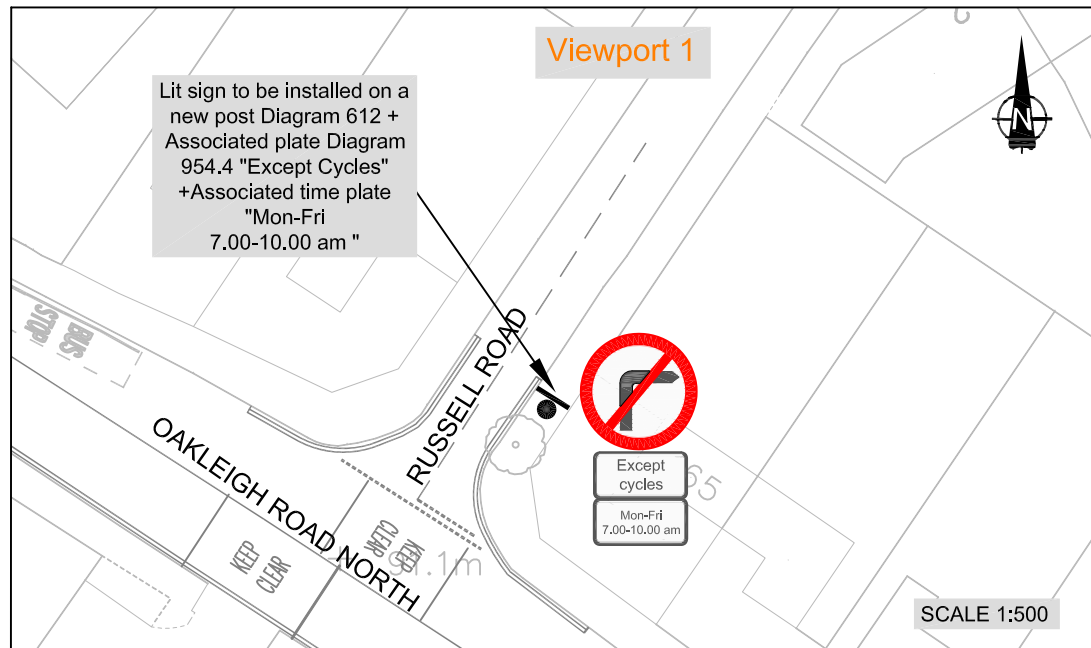 Viewport 1
Lit sign to be installed on a
new post Diagram 612 +
Associated plate Diagram
954.4 "Except Cycles"
+Associated time plate
"Mon-Fri
7.00-10.00 am "
N
BUS
STOP
RUSSELL ROAD
OAKLEIGH ROAD NORTH
KEEP
CLEAR
KEEP
CLEAR
91.1m
65
Except
cycles
Mon-Fri
7.00-10.00 am
SCALE 1:500